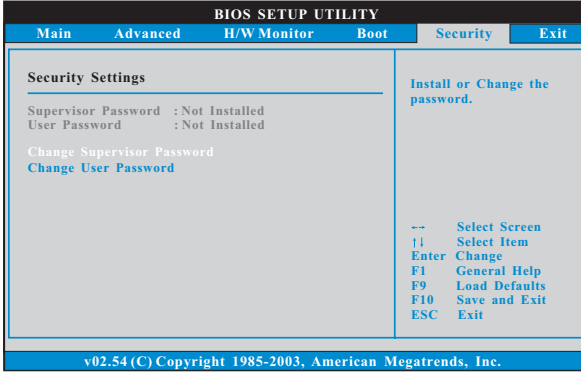 BIOS SETUP UTILITY
Main Advanced H/W Monitor Boot Security Exit
Security Settings
Supervisor Password : Not Installed
User Password : Not Installed
Change Supervisor Password
Change User Password
Install or Change the
password.
←→ Select Screen
↑↓ Select Item
Enter Change
F1 General Help
F9 Load Defaults
F10 Save and Exit
ESC Exit
v02.54 (C) Copyright 1985-2003, American Megatrends, Inc.